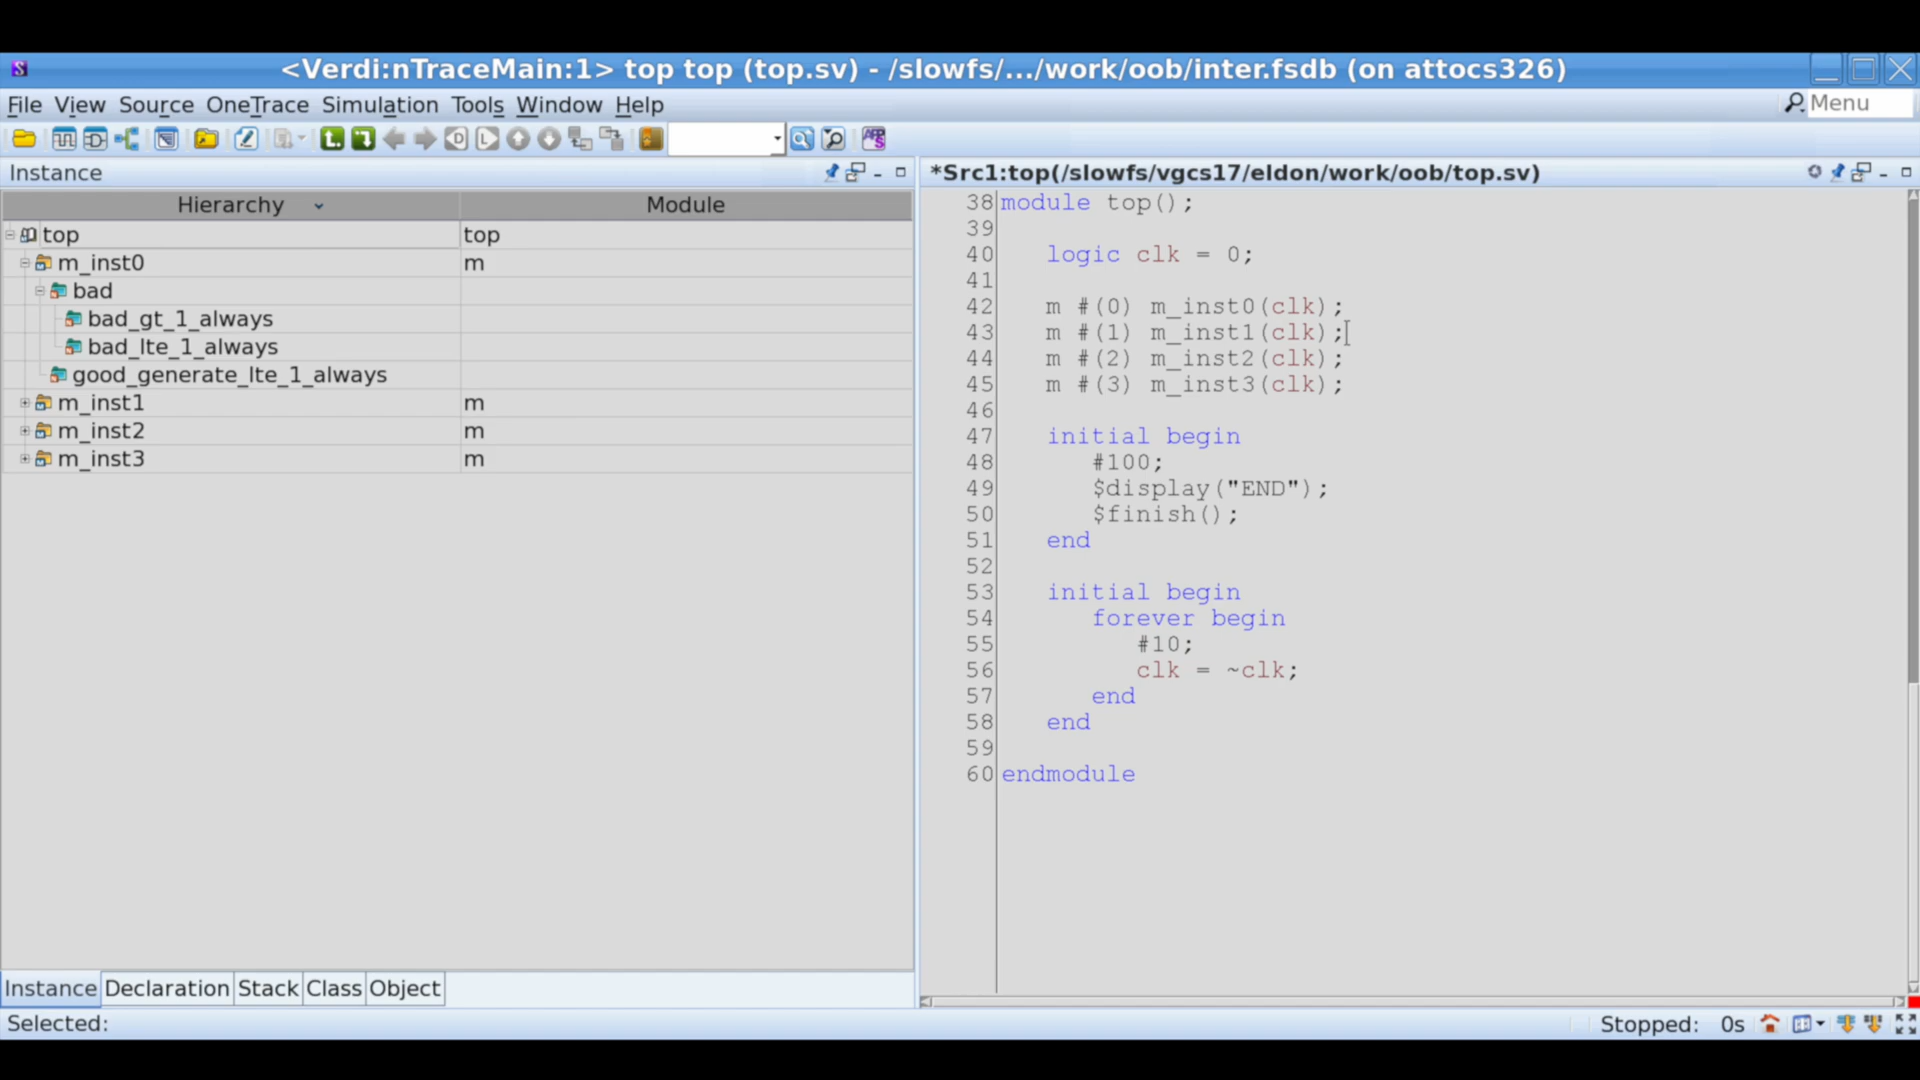 <Verdi:nTraceMain:1> top top (top.sv) - /slowfs/.../work/oob/inter.fsdb (on attocs326)
File View Source OneTrace Simulation Tools Window Help
Menu
Instance
Hierarchy Module
top top
m_inst0 m
bad
bad_gt_1_always
bad_lte_1_always
good_generate_lte_1_always
m_inst1 m
m_inst2 m
m_inst3 m
Instance Declaration Stack Class Object
*Src1:top(/slowfs/vgcs17/eldon/work/oob/top.sv)
38 module top();
39
40 logic clk = 0;
41
42 m #(0) m_inst0(clk);
43 m #(1) m_inst1(clk);
44 m #(2) m_inst2(clk);
45 m #(3) m_inst3(clk);
46
47 initial begin
48 #100;
49 $display("END");
50 $finish();
51 end
52
53 initial begin
54 forever begin
55 #10;
56 clk = ~clk;
57 end
58 end
59
60 endmodule
Selected:
Stopped: 0s